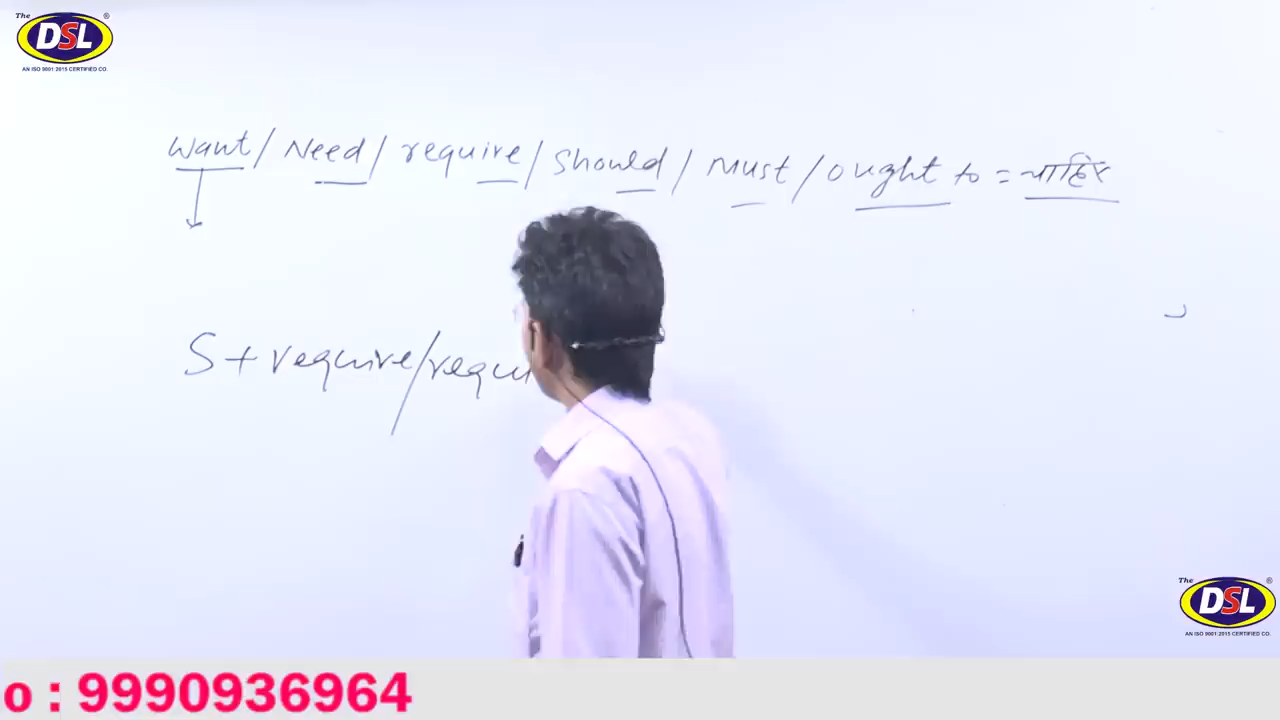 The DSL ®
AN ISO 9001:2015 CERTIFIED CO.
Want / Need / require / Should / Must / ought to = चाहिए
S + require/requi
The DSL ®
AN ISO 9001:2015 CERTIFIED CO.
o : 9990936964